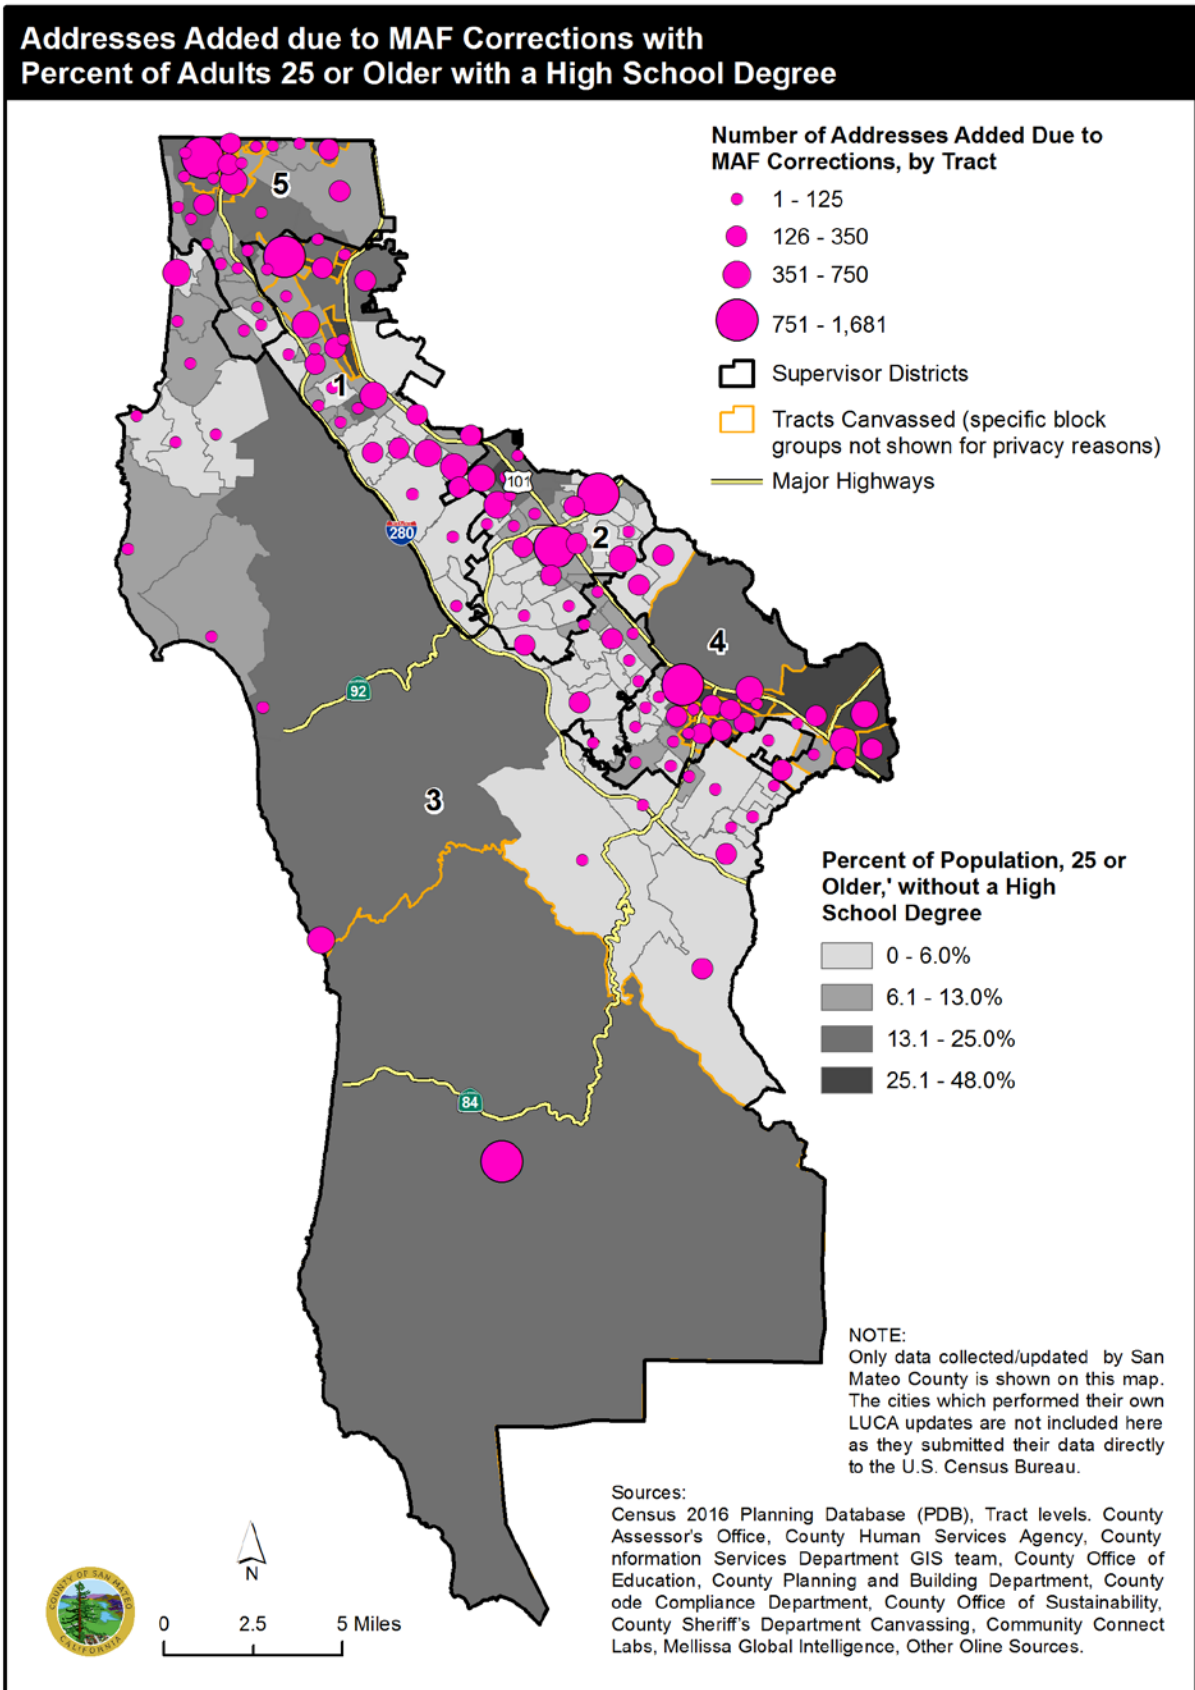 Addresses Added due to MAF Corrections with
Percent of Adults 25 or Older with a High School Degree
Number of Addresses Added Due to
MAF Corrections, by Tract
1 - 125
126 - 350
351 - 750
751 - 1,681
Supervisor Districts
Tracts Canvassed (specific block
groups not shown for privacy reasons)
Major Highways
5
1
101
280
2
4
92
3
84
Percent of Population, 25 or
Older,' without a High
School Degree
0 - 6.0%
6.1 - 13.0%
13.1 - 25.0%
25.1 - 48.0%
NOTE:
Only data collected/updated by San
Mateo County is shown on this map.
The cities which performed their own
LUCA updates are not included here
as they submitted their data directly
to the U.S. Census Bureau.
Sources:
Census 2016 Planning Database (PDB), Tract levels. County
Assessor's Office, County Human Services Agency, County
nformation Services Department GIS team, County Office of
Education, County Planning and Building Department, County
ode Compliance Department, County Office of Sustainability,
County Sheriff's Department Canvassing, Community Connect
Labs, Mellissa Global Intelligence, Other Oline Sources.
N
0 2.5 5 Miles
COUNTY OF SAN MATEO
CALIFORNIA